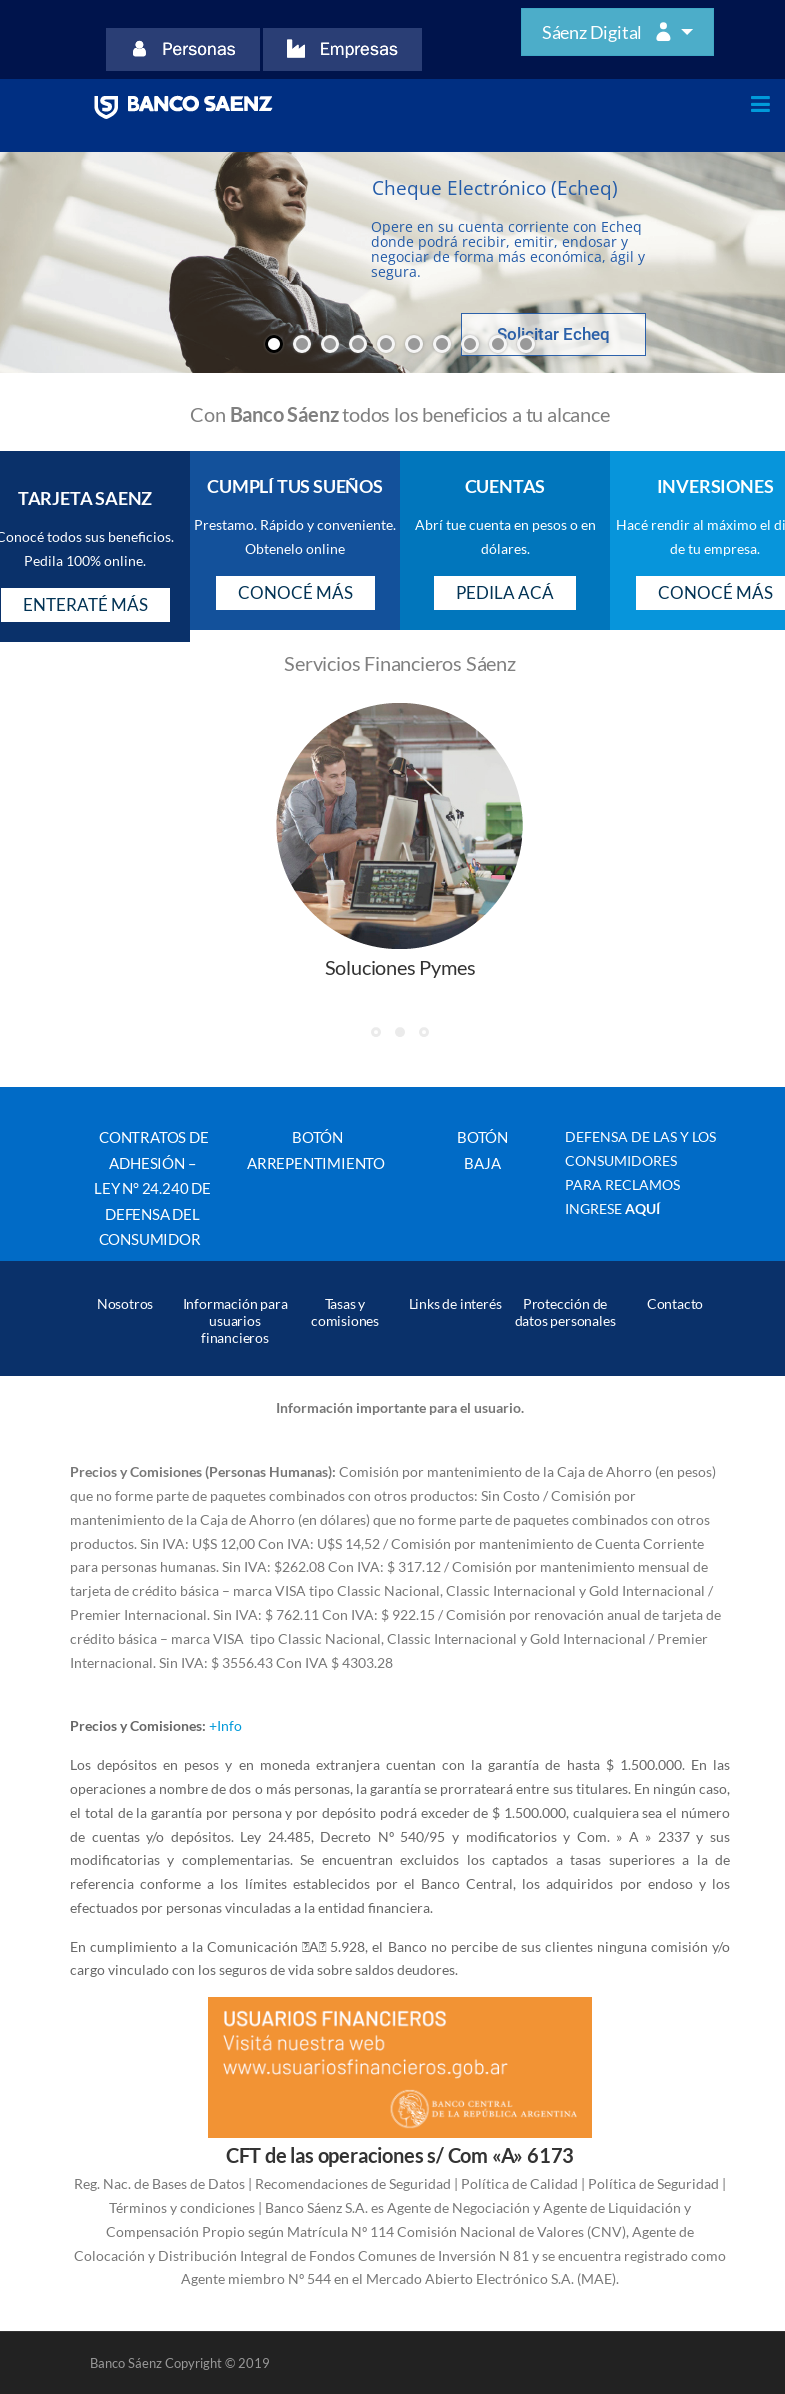 Personas
Empresas
Sáenz Digital
BANCO SAENZ
Cheque Electrónico (Echeq)
Opere en su cuenta corriente con Echeq
donde podrá recibir, emitir, endosar y
negociar de forma más económica, ágil y
segura.
Solicitar Echeq
Con Banco Sáenz todos los beneficios a tu alcance
TARJETA SAENZ
Conocé todos sus beneficios.
Pedila 100% online.
ENTERATÉ MÁS
CUMPLÍ TUS SUEÑOS
Prestamo. Rápido y conveniente.
Obtenelo online
CONOCÉ MÁS
CUENTAS
Abrí tue cuenta en pesos o en
dólares.
PEDILA ACÁ
INVERSIONES
Hacé rendir al máximo el di
de tu empresa.
CONOCÉ MÁS
Servicios Financieros Sáenz
Soluciones Pymes
CONTRATOS DE
ADHESIÓN –
LEY Nº 24.240 DE
DEFENSA DEL
CONSUMIDOR
BOTÓN
ARREPENTIMIENTO
BOTÓN
BAJA
DEFENSA DE LAS Y LOS
CONSUMIDORES
PARA RECLAMOS
INGRESE AQUÍ
Nosotros
Información para
usuarios
financieros
Tasas y
comisiones
Links de interés
Protección de
datos personales
Contacto
Información importante para el usuario.
Precios y Comisiones (Personas Humanas): Comisión por mantenimiento de la Caja de Ahorro (en pesos)
que no forme parte de paquetes combinados con otros productos: Sin Costo / Comisión por
mantenimiento de la Caja de Ahorro (en dólares) que no forme parte de paquetes combinados con otros
productos. Sin IVA: U$S 12,00 Con IVA: U$S 14,52 / Comisión por mantenimiento de Cuenta Corriente
para personas humanas. Sin IVA: $262.08 Con IVA: $ 317.12 / Comisión por mantenimiento mensual de
tarjeta de crédito básica – marca VISA tipo Classic Nacional, Classic Internacional y Gold Internacional /
Premier Internacional. Sin IVA: $ 762.11 Con IVA: $ 922.15 / Comisión por renovación anual de tarjeta de
crédito básica – marca VISA  tipo Classic Nacional, Classic Internacional y Gold Internacional / Premier
Internacional. Sin IVA: $ 3556.43 Con IVA $ 4303.28
Precios y Comisiones: +Info
Los depósitos en pesos y en moneda extranjera cuentan con la garantía de hasta $ 1.500.000. En las
operaciones a nombre de dos o más personas, la garantía se prorrateará entre sus titulares. En ningún caso,
el total de la garantía por persona y por depósito podrá exceder de $ 1.500.000, cualquiera sea el número
de cuentas y/o depósitos. Ley 24.485, Decreto Nº 540/95 y modificatorios y Com. » A » 2337 y sus
modificatorias y complementarias. Se encuentran excluidos los captados a tasas superiores a la de
referencia conforme a los límites establecidos por el Banco Central, los adquiridos por endoso y los
efectuados por personas vinculadas a la entidad financiera.
En cumplimiento a la Comunicación A 5.928, el Banco no percibe de sus clientes ninguna comisión y/o
cargo vinculado con los seguros de vida sobre saldos deudores.
USUARIOS FINANCIEROS
Visitá nuestra web
www.usuariosfinancieros.gob.ar
BANCO CENTRAL
DE LA REPÚBLICA ARGENTINA
CFT de las operaciones s/ Com «A» 6173
Reg. Nac. de Bases de Datos | Recomendaciones de Seguridad | Política de Calidad | Política de Seguridad |
Términos y condiciones | Banco Sáenz S.A. es Agente de Negociación y Agente de Liquidación y
Compensación Propio según Matrícula Nº 114 Comisión Nacional de Valores (CNV), Agente de
Colocación y Distribución Integral de Fondos Comunes de Inversión N 81 y se encuentra registrado como
Agente miembro Nº 544 en el Mercado Abierto Electrónico S.A. (MAE).
Banco Sáenz Copyright © 2019